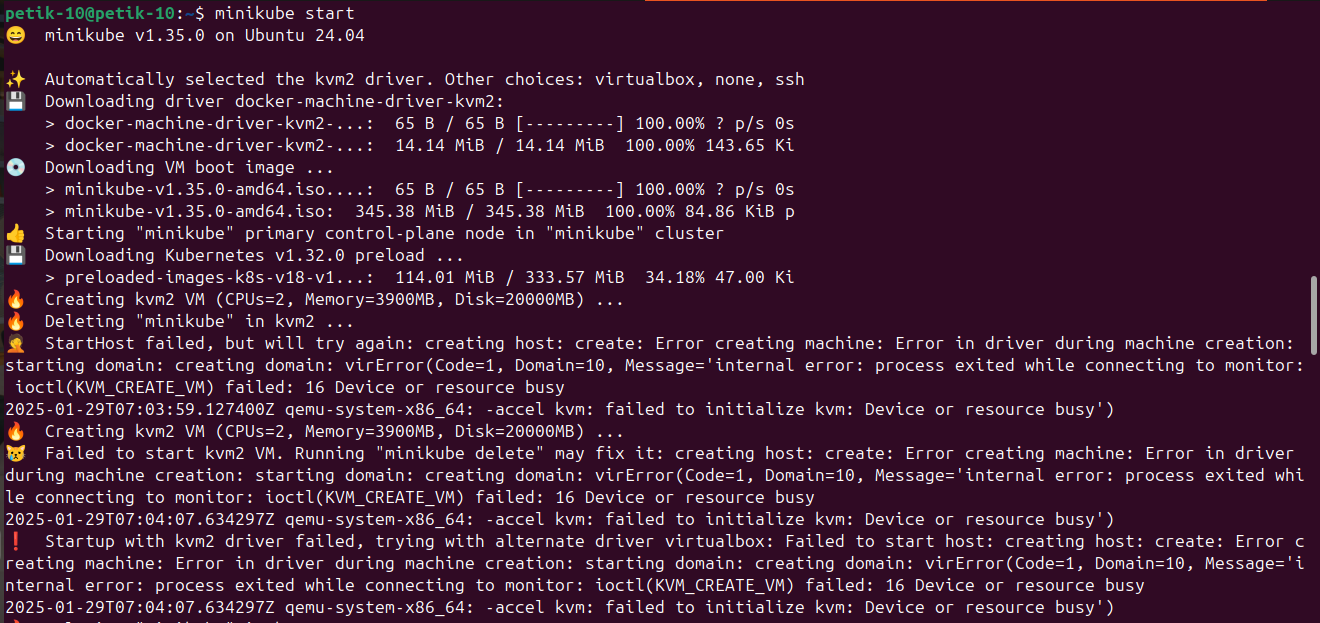 petik-10@petik-10:~$ minikube start
😄 minikube v1.35.0 on Ubuntu 24.04
✨ Automatically selected the kvm2 driver. Other choices: virtualbox, none, ssh
💾 Downloading driver docker-machine-driver-kvm2:
> docker-machine-driver-kvm2-...: 65 B / 65 B [---------] 100.00% ? p/s 0s
> docker-machine-driver-kvm2-...: 14.14 MiB / 14.14 MiB 100.00% 143.65 Ki
💿 Downloading VM boot image ...
> minikube-v1.35.0-amd64.iso....: 65 B / 65 B [---------] 100.00% ? p/s 0s
> minikube-v1.35.0-amd64.iso: 345.38 MiB / 345.38 MiB 100.00% 84.86 KiB p
👍 Starting "minikube" primary control-plane node in "minikube" cluster
💾 Downloading Kubernetes v1.32.0 preload ...
> preloaded-images-k8s-v18-v1...: 114.01 MiB / 333.57 MiB 34.18% 47.00 Ki
🔥 Creating kvm2 VM (CPUs=2, Memory=3900MB, Disk=20000MB) ...
🔥 Deleting "minikube" in kvm2 ...
🤦 StartHost failed, but will try again: creating host: create: Error creating machine: Error in driver during machine creation:
starting domain: creating domain: virError(Code=1, Domain=10, Message='internal error: process exited while connecting to monitor:
ioctl(KVM_CREATE_VM) failed: 16 Device or resource busy
2025-01-29T07:03:59.127400Z qemu-system-x86_64: -accel kvm: failed to initialize kvm: Device or resource busy')
🔥 Creating kvm2 VM (CPUs=2, Memory=3900MB, Disk=20000MB) ...
😿 Failed to start kvm2 VM. Running "minikube delete" may fix it: creating host: create: Error creating machine: Error in driver
during machine creation: starting domain: creating domain: virError(Code=1, Domain=10, Message='internal error: process exited whi
le connecting to monitor: ioctl(KVM_CREATE_VM) failed: 16 Device or resource busy
2025-01-29T07:04:07.634297Z qemu-system-x86_64: -accel kvm: failed to initialize kvm: Device or resource busy')
❗ Startup with kvm2 driver failed, trying with alternate driver virtualbox: Failed to start host: creating host: create: Error c
reating machine: Error in driver during machine creation: starting domain: creating domain: virError(Code=1, Domain=10, Message='i
nternal error: process exited while connecting to monitor: ioctl(KVM_CREATE_VM) failed: 16 Device or resource busy
2025-01-29T07:04:07.634297Z qemu-system-x86_64: -accel kvm: failed to initialize kvm: Device or resource busy')